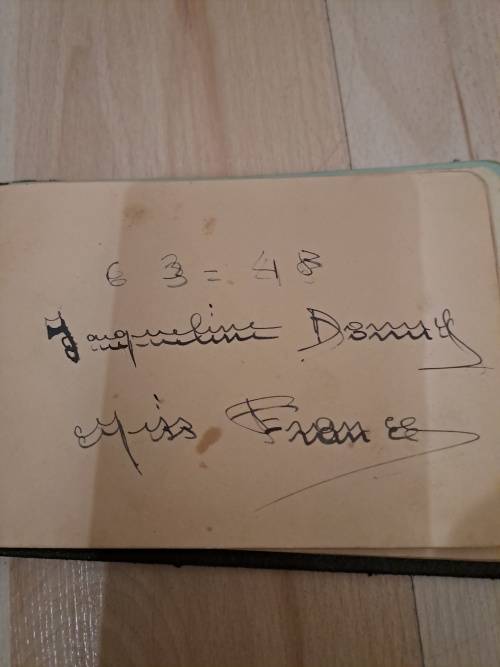 6 3 = 48
Jacqueline Donny
Miss France